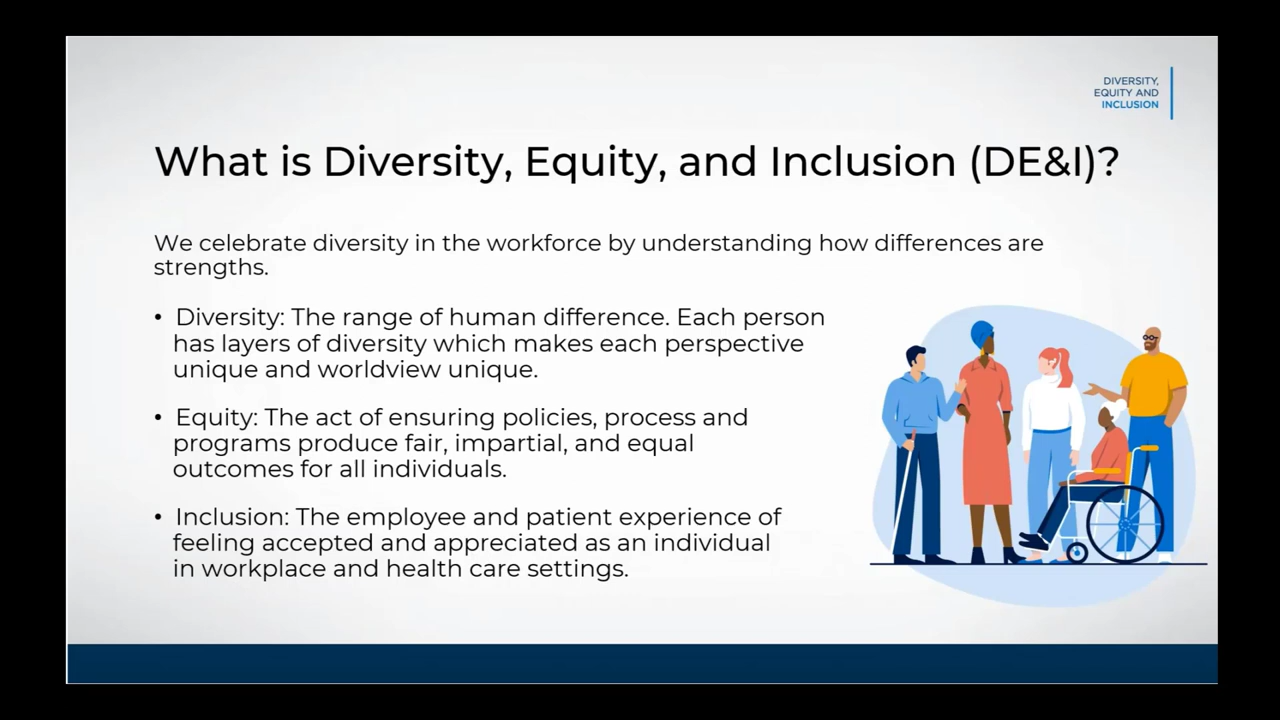 DIVERSITY,
EQUITY AND
INCLUSION
What is Diversity, Equity, and Inclusion (DE&I)?
We celebrate diversity in the workforce by understanding how differences are
strengths.
• Diversity: The range of human difference. Each person
has layers of diversity which makes each perspective
unique and worldview unique.
• Equity: The act of ensuring policies, process and
programs produce fair, impartial, and equal
outcomes for all individuals.
• Inclusion: The employee and patient experience of
feeling accepted and appreciated as an individual
in workplace and health care settings.